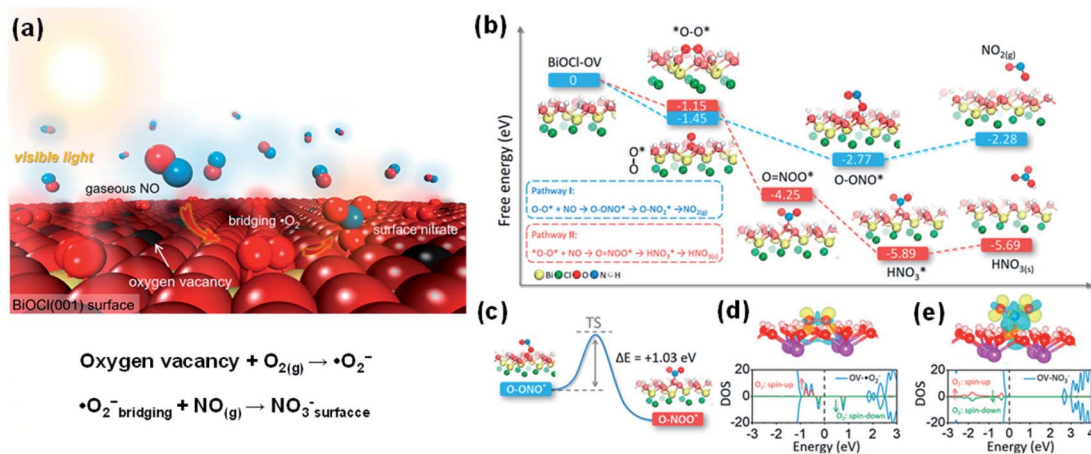 (a)
visible light
gaseous NO
bridging •O₂⁻
surface nitrate
oxygen vacancy
BiOCl(001) surface
Oxygen vacancy + O₂(g) → •O₂⁻
•O₂⁻bridging + NO(g) → NO₃⁻surfacce
(b)
Free energy (eV)
BiOCl-OV
0
*O-O*
-1.15
-1.45
O*
O
O=NOO*
-4.25
-2.77
O-ONO*
NO₂(g)
-2.28
-5.89
HNO₃*
-5.69
HNO₃(s)
Pathway I:
O-O* + NO → O-ONO* → O-NO₂* → NO₂(g)
Pathway II:
*O-O* + NO → O=NOO* → HNO₃* → HNO₃(s)
Bi Cl O N H
(c)
TS
ΔE = +1.03 eV
O-ONO*
O-NOO*
(d)
DOS
20
0
-20
O₂: spin-up
OV-•O₂⁻
O₂: spin-down
-3 -2 -1 0 1 2 3
Energy (eV)
(e)
DOS
20
0
-20
O₂: spin-up
OV-NO₃⁻
O₂: spin-down
-3 -2 -1 0 1 2 3
Energy (eV)